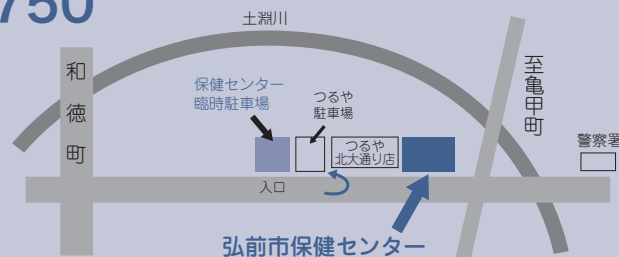 750
土淵川
和徳町
保健センター
臨時駐車場
つるや
駐車場
つるや
北大通り店
至亀甲町
警察署
入口
弘前市保健センター